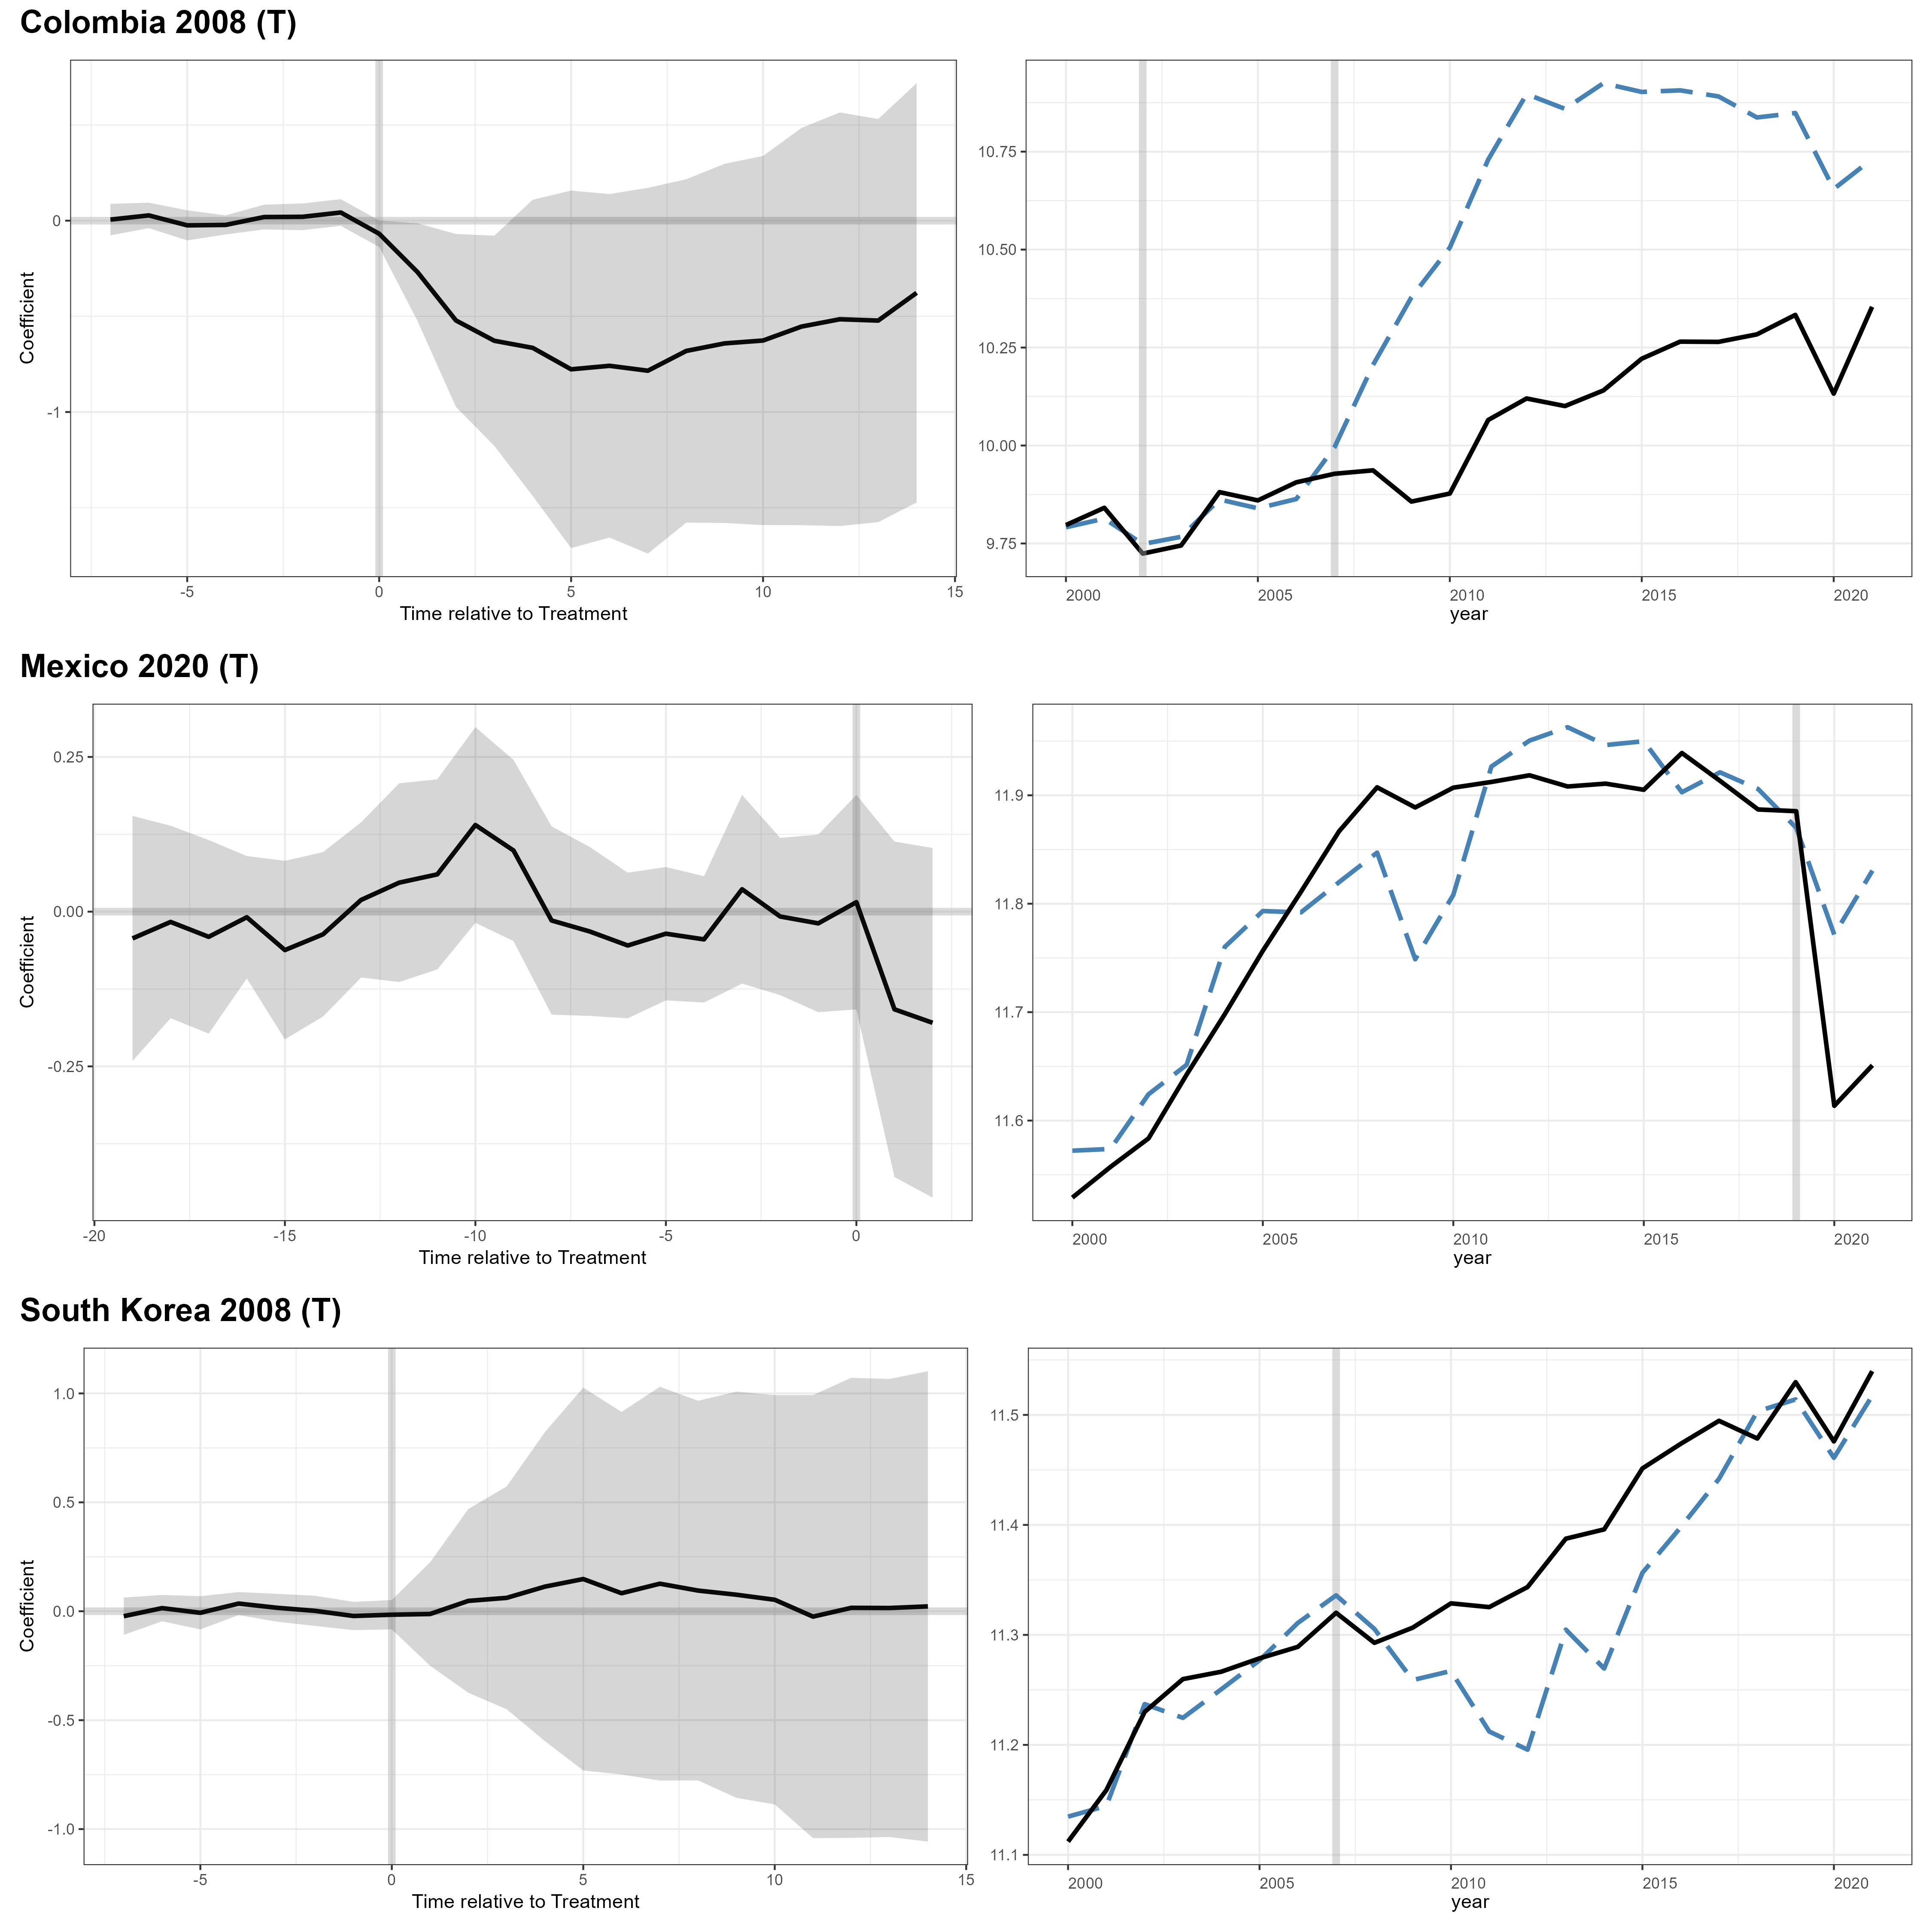 Colombia 2008 (T)
Coefficient
0
-1
-5 0 5 10 15
Time relative to Treatment
10.75
10.50
10.25
10.00
9.75
2000 2005 2010 2015 2020
year
Mexico 2020 (T)
Coefficient
0.25
0.00
-0.25
-20 -15 -10 -5 0
Time relative to Treatment
11.9
11.8
11.7
11.6
2000 2005 2010 2015 2020
year
South Korea 2008 (T)
Coefficient
1.0
0.5
0.0
-0.5
-1.0
-5 0 5 10 15
Time relative to Treatment
11.5
11.4
11.3
11.2
11.1
2000 2005 2010 2015 2020
year